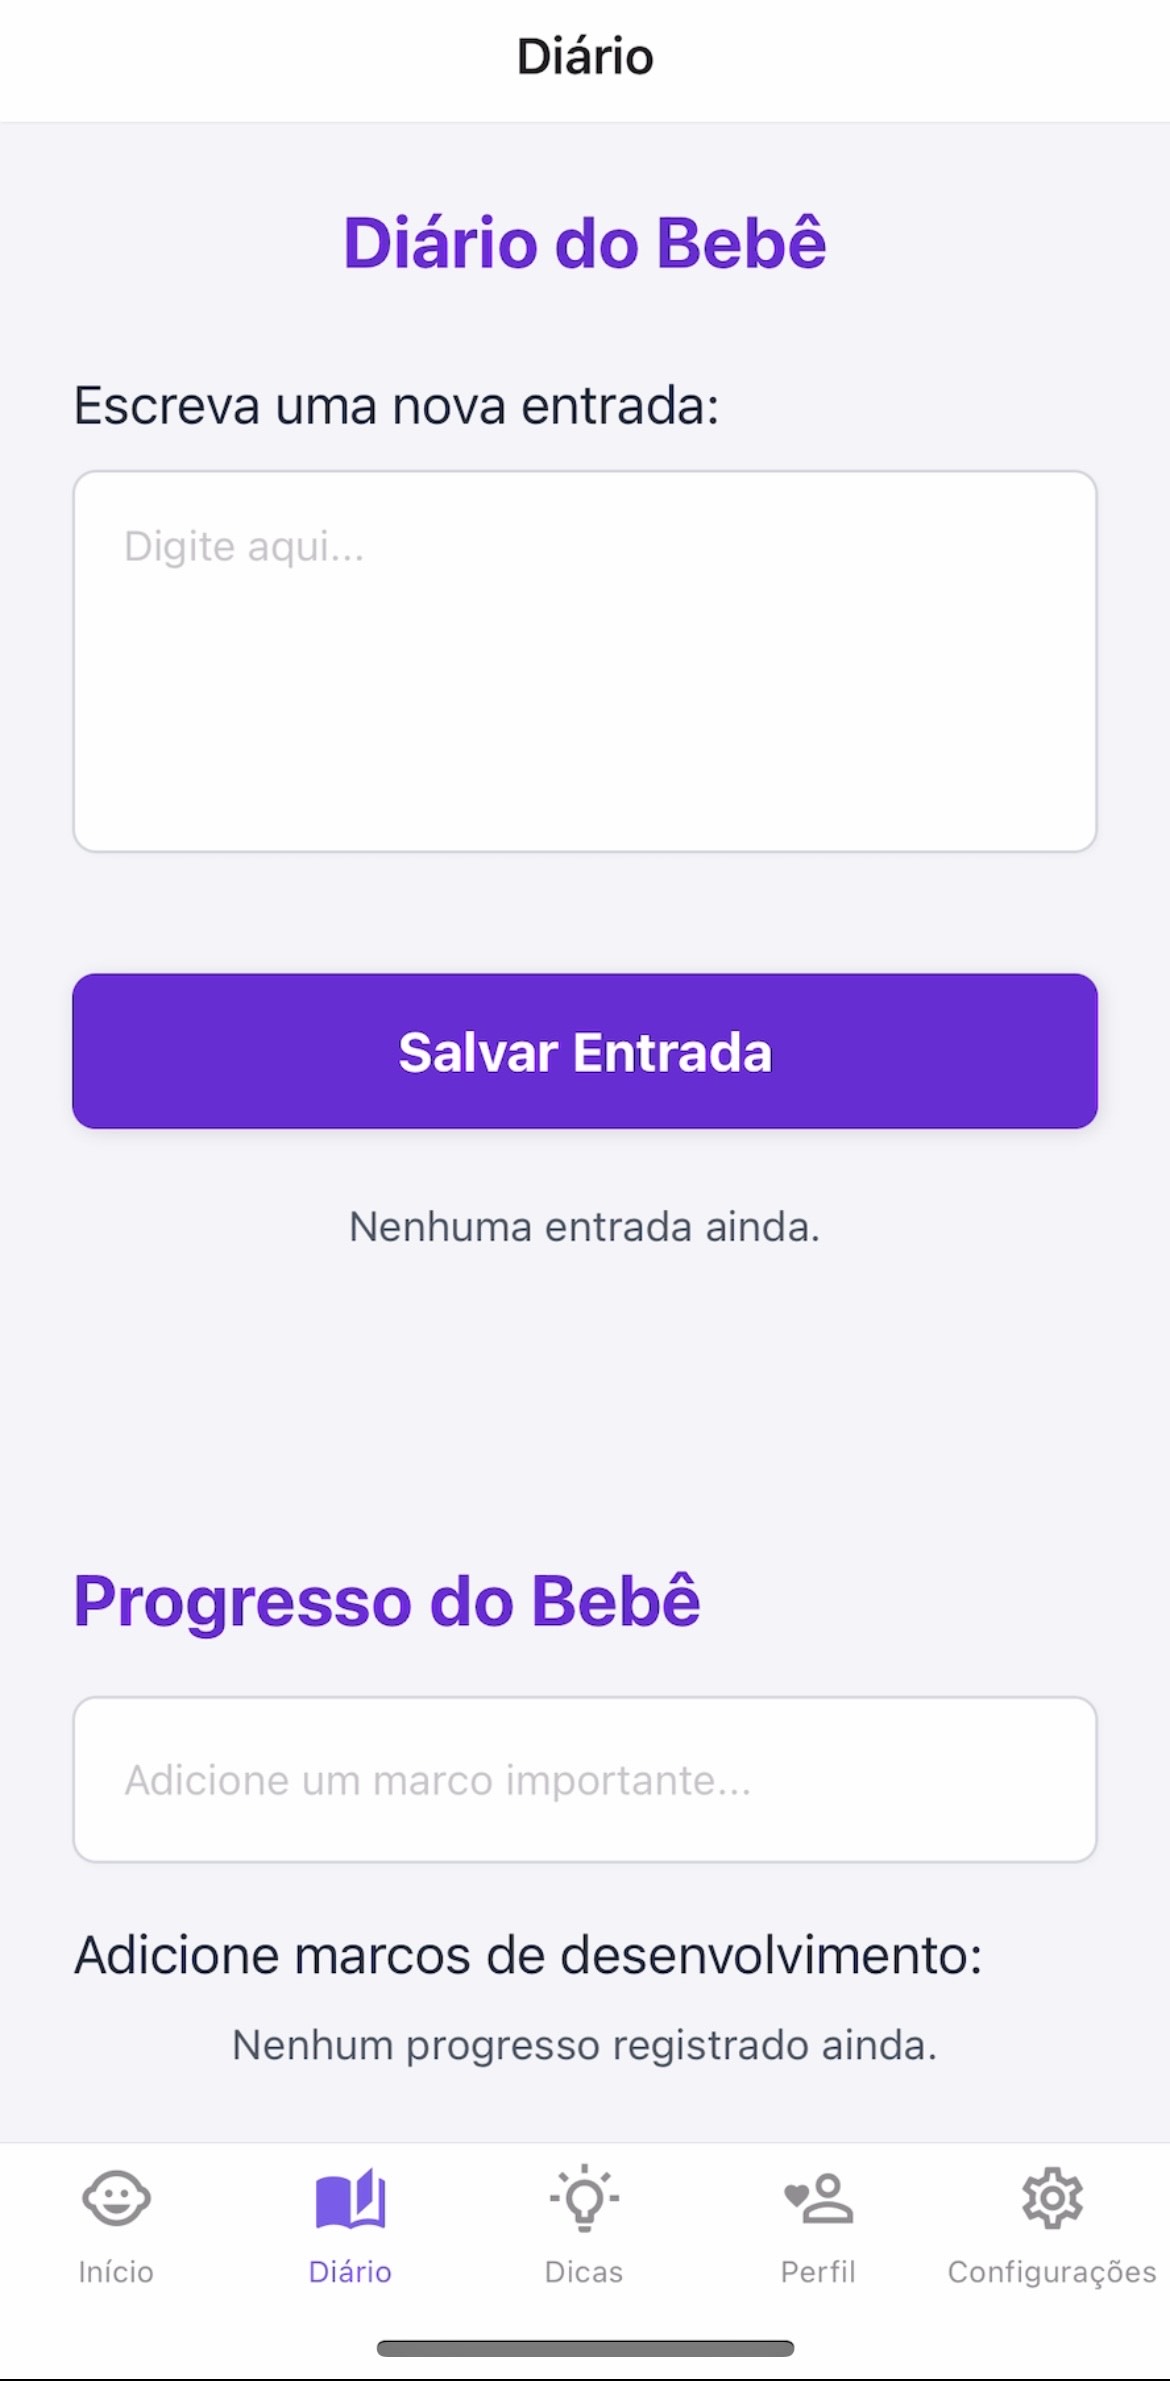 Diário
Diário do Bebê
Escreva uma nova entrada:
Digite aqui...
Salvar Entrada
Nenhuma entrada ainda.
Progresso do Bebê
Adicione um marco importante...
Adicione marcos de desenvolvimento:
Nenhum progresso registrado ainda.
Início
Diário
Dicas
Perfil
Configurações